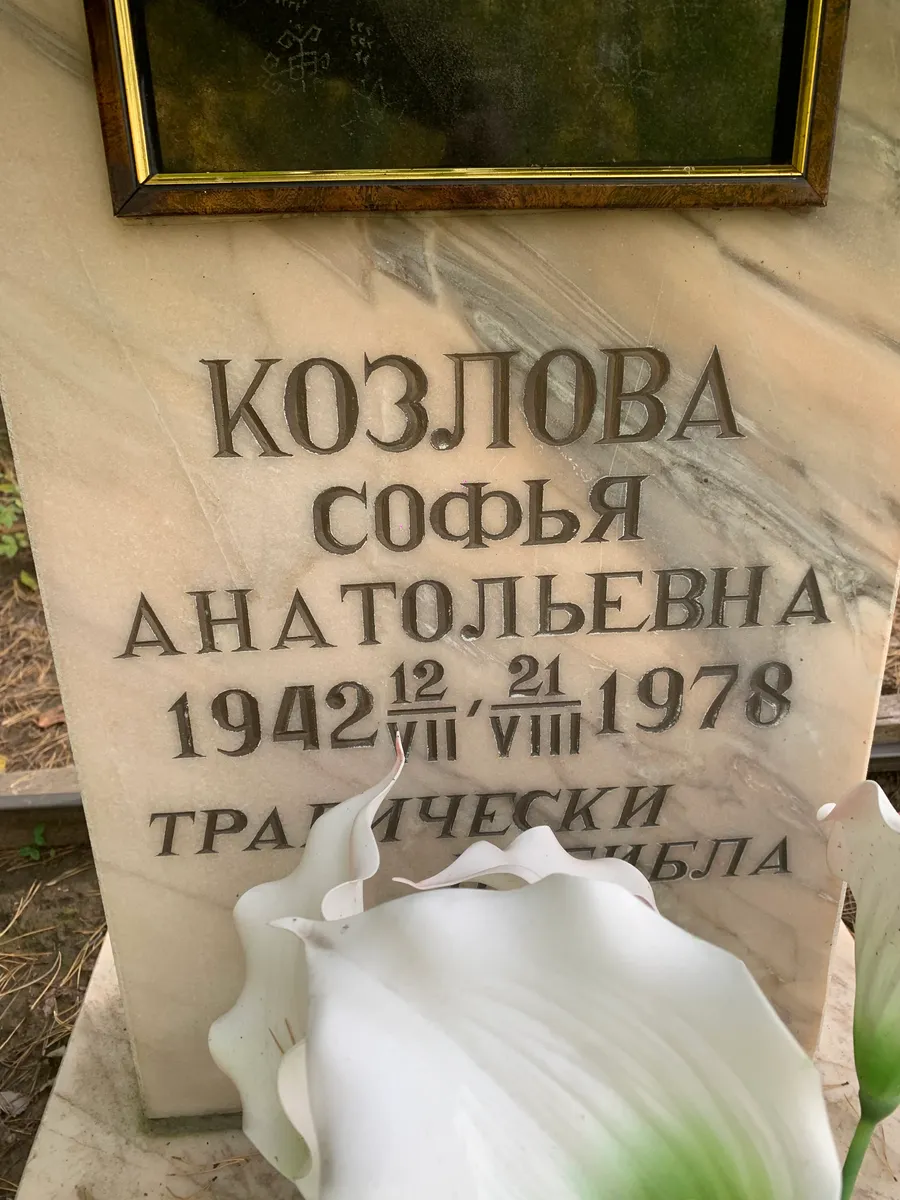 КОЗЛОВА
СОФЬЯ
АНАТОЛЬЕВНА
1942 12/VII, 21/VIII 1978
ТРАГИЧЕСКИ